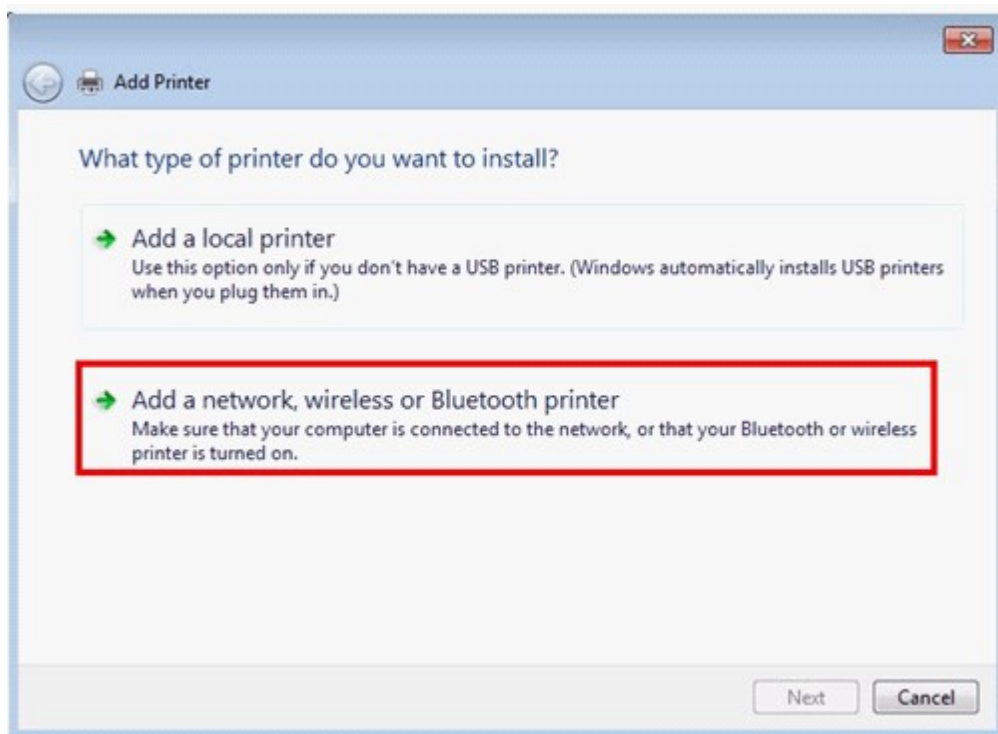 Add Printer
What type of printer do you want to install?
Add a local printer
Use this option only if you don't have a USB printer. (Windows automatically installs USB printers
when you plug them in.)
Add a network, wireless or Bluetooth printer
Make sure that your computer is connected to the network, or that your Bluetooth or wireless
printer is turned on.
Next
Cancel